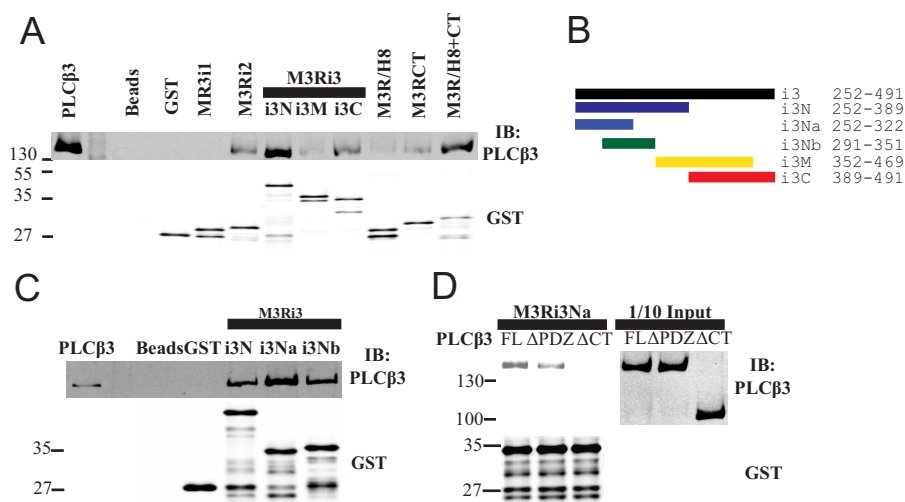 A
PLCβ3
Beads
GST
MR3i1
M3Ri2
M3Ri3
i3N i3M i3C
M3R/H8
M3RCT
M3R/H8+CT
IB:
PLCβ3
130
55
35
27
GST
B
i3 252-491
i3N 252-389
i3Na 252-322
i3Nb 291-351
i3M 352-469
i3C 389-491
C
M3Ri3
PLCβ3 Beads GST i3N i3Na i3Nb
IB:
PLCβ3
35
27
GST
D
M3Ri3Na 1/10 Input
PLCβ3 FL ΔPDZ ΔCT FL ΔPDZ ΔCT
IB:
PLCβ3
130
100
35
27
GST